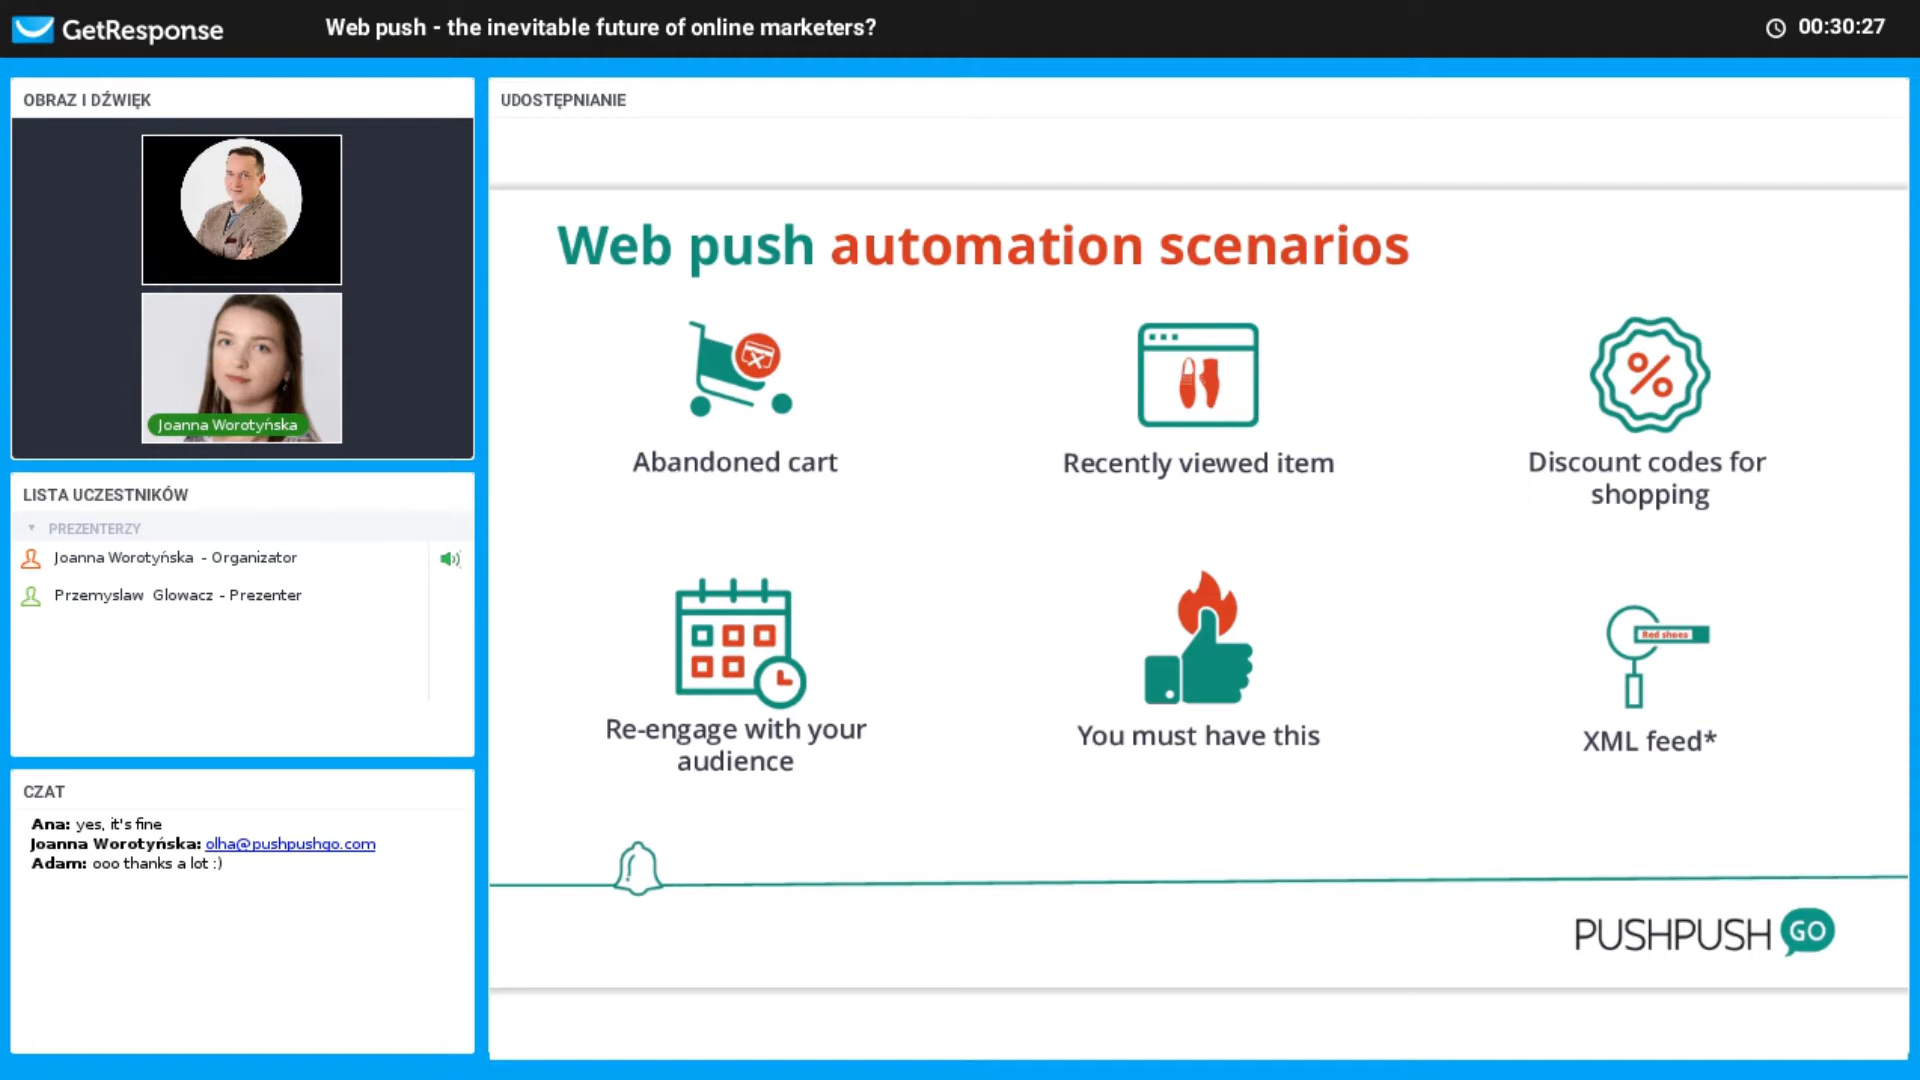 GetResponse
Web push - the inevitable future of online marketers?
00:30:27
OBRAZ I DŹWIĘK
Joanna Worotyńska
LISTA UCZESTNIKÓW
PREZENTERZY
Joanna Worotyńska - Organizator
Przemyslaw Glowacz - Prezenter
CZAT
Ana: yes, it's fine
Joanna Worotyńska: olha@pushpushgo.com
Adam: ooo thanks a lot :)
UDOSTĘPNIANIE
Web push automation scenarios
Abandoned cart
Recently viewed item
%
Discount codes for
shopping
Re-engage with your
audience
You must have this
Red shoes
XML feed*
PUSHPUSH GO